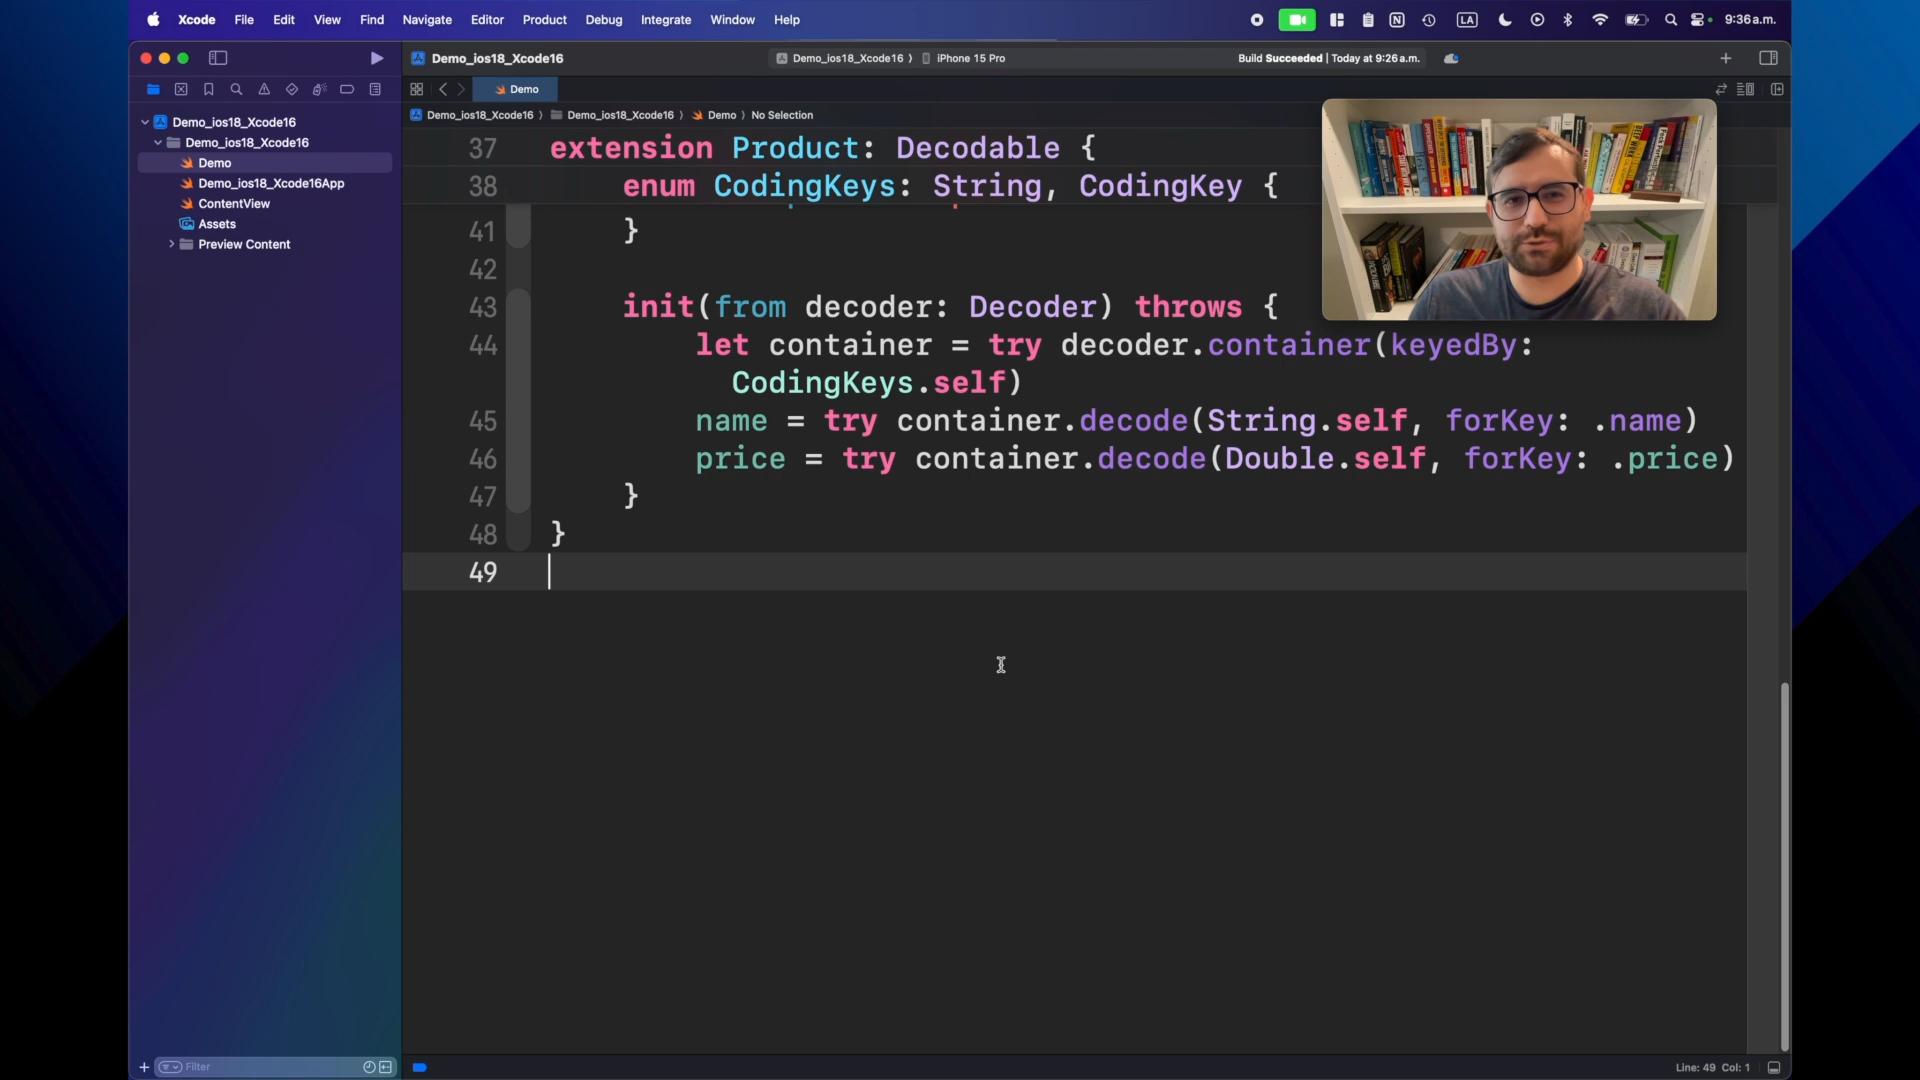 Xcode File Edit View Find Navigate Editor Product Debug Integrate Window Help
LA 9:36 a.m.
Demo_ios18_Xcode16
Demo_ios18_Xcode16 ⟩ iPhone 15 Pro
Build Succeeded | Today at 9:26 a.m.
Demo
Demo_ios18_Xcode16 ⟩ Demo_ios18_Xcode16 ⟩ Demo ⟩ No Selection
Demo_ios18_Xcode16
Demo_ios18_Xcode16
Demo
Demo_ios18_Xcode16App
ContentView
Assets
Preview Content
37 extension Product: Decodable {
38 enum CodingKeys: String, CodingKey {
41 }
42
43 init(from decoder: Decoder) throws {
44 let container = try decoder.container(keyedBy:
CodingKeys.self)
45 name = try container.decode(String.self, forKey: .name)
46 price = try container.decode(Double.self, forKey: .price)
47 }
48 }
49
Filter
Line: 49 Col: 1